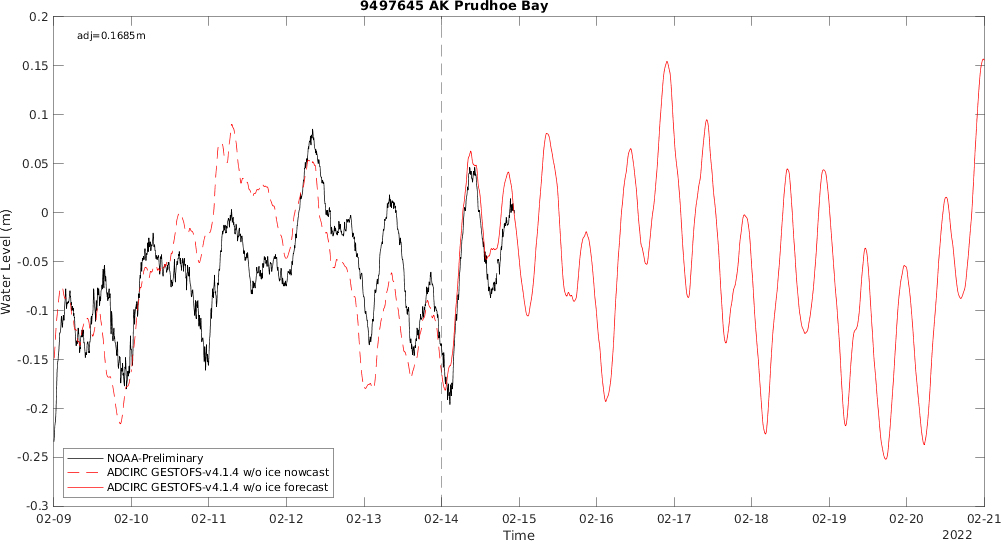 9497645 AK Prudhoe Bay
adj=0.1685m
0.2
0.15
0.1
0.05
0
-0.05
-0.1
-0.15
-0.2
-0.25
-0.3
Water Level (m)
NOAA-Preliminary
ADCIRC GESTOFS-v4.1.4 w/o ice nowcast
ADCIRC GESTOFS-v4.1.4 w/o ice forecast
02-09 02-10 02-11 02-12 02-13 02-14 02-15 02-16 02-17 02-18 02-19 02-20 02-21
Time
2022